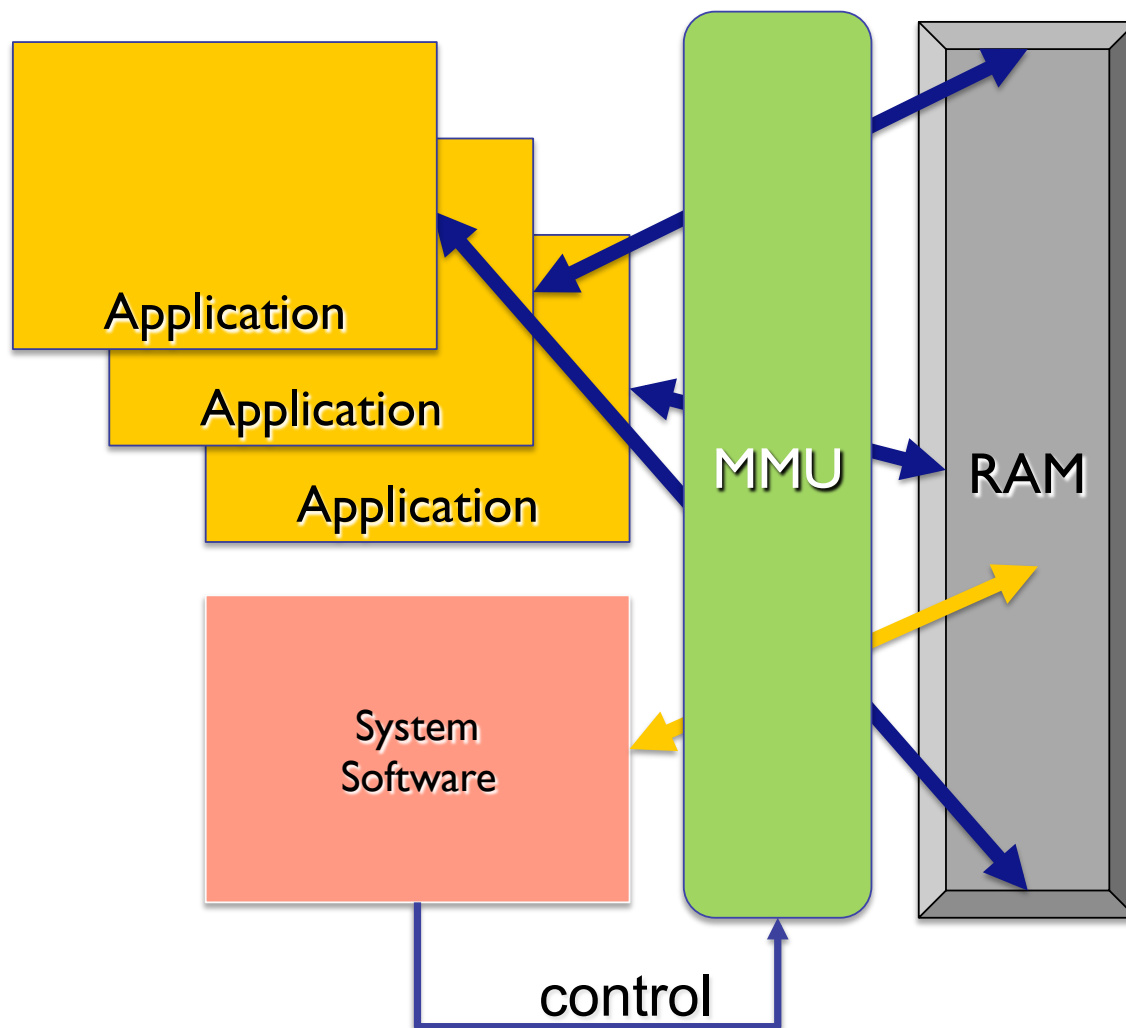 Application
Application
Application
MMU
RAM
System
Software
control